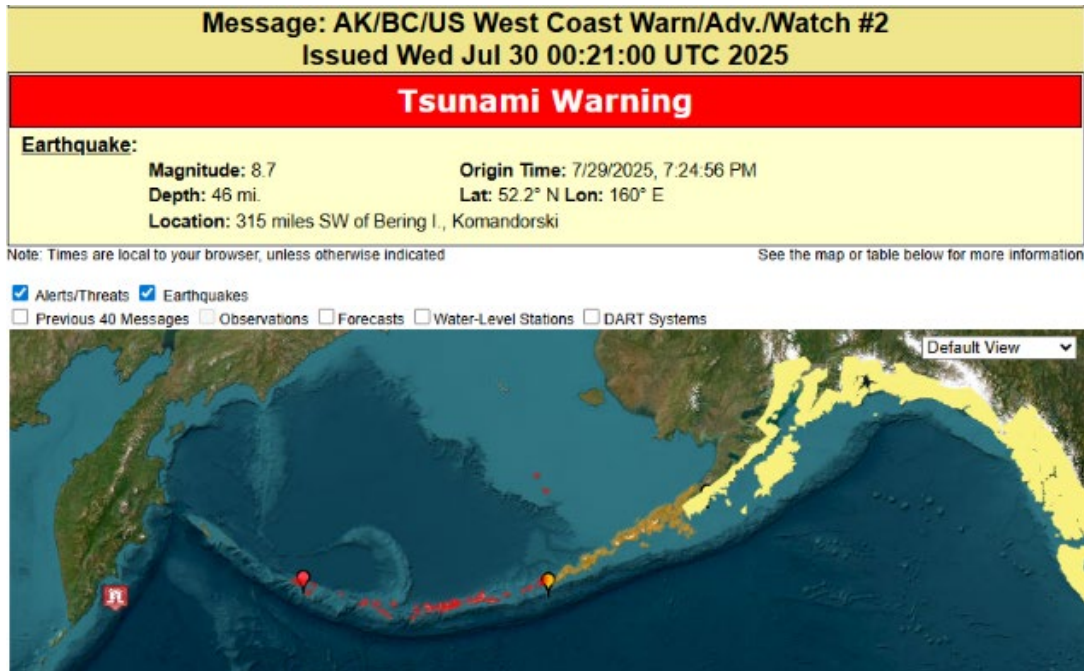 Message: AK/BC/US West Coast Warn/Adv./Watch #2
Issued Wed Jul 30 00:21:00 UTC 2025
Tsunami Warning
Earthquake:
Magnitude: 8.7 Origin Time: 7/29/2025, 7:24:56 PM
Depth: 46 mi. Lat: 52.2° N Lon: 160° E
Location: 315 miles SW of Bering I., Komandorski
Note: Times are local to your browser, unless otherwise indicated See the map or table below for more information
Alerts/Threats Earthquakes
Previous 40 Messages Observations Forecasts Water-Level Stations DART Systems
Default View